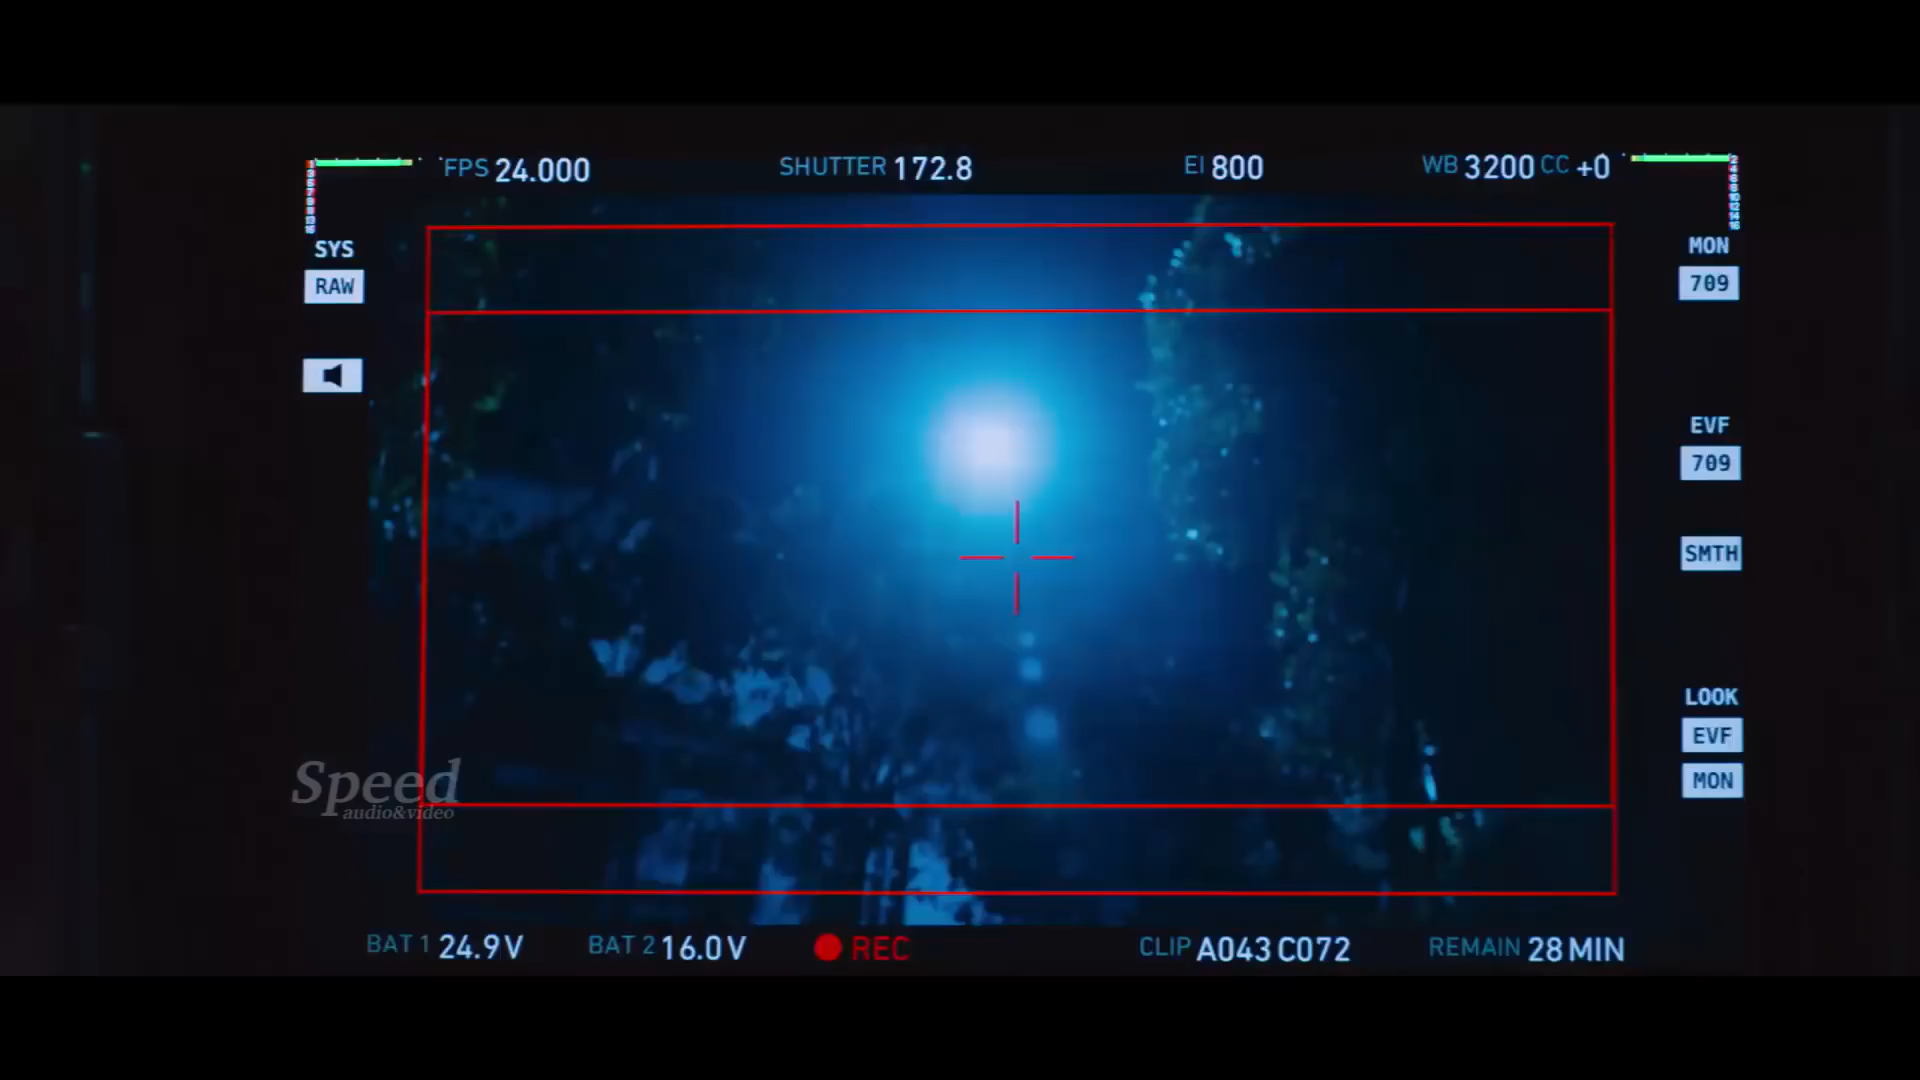 FPS 24.000
SHUTTER 172.8
EI 800
WB 3200 CC +0
SYS
RAW
MON
709
EVF
709
SMTH
LOOK
EVF
MON
Speed
audio&video
BAT 1 24.9 V
BAT 2 16.0 V
REC
CLIP A043 C072
REMAIN 28 MIN